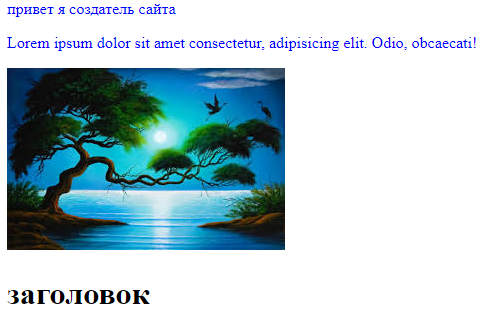 привет я создатель сайта
Lorem ipsum dolor sit amet consectetur, adipisicing elit. Odio, obcaecati!
заголовок